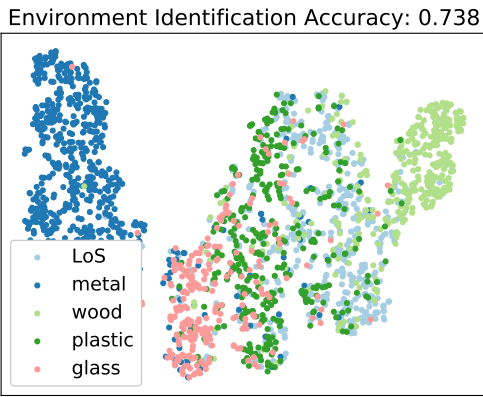 Environment Identification Accuracy: 0.738
LoS
metal
wood
plastic
glass